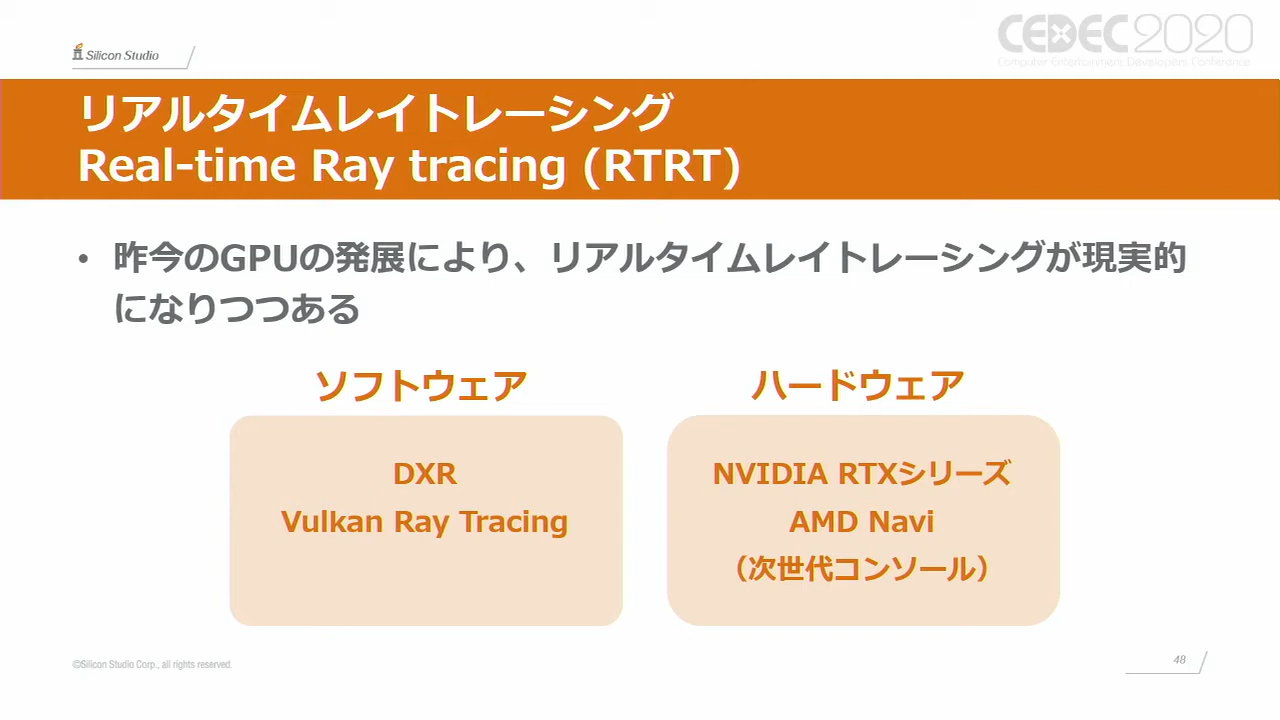 Silicon Studio
CEDEC2020
Computer Entertainment Developers Conference
リアルタイムレイトレーシング
Real-time Ray tracing (RTRT)
• 昨今のGPUの発展により、リアルタイムレイトレーシングが現実的
になりつつある
ソフトウェア
DXR
Vulkan Ray Tracing
ハードウェア
NVIDIA RTXシリーズ
AMD Navi
（次世代コンソール）
©Silicon Studio Corp., all rights reserved.
48